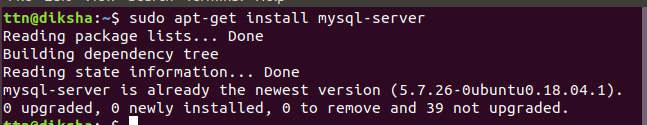 ttn@diksha:~$ sudo apt-get install mysql-server
Reading package lists... Done
Building dependency tree
Reading state information... Done
mysql-server is already the newest version (5.7.26-0ubuntu0.18.04.1).
0 upgraded, 0 newly installed, 0 to remove and 39 not upgraded.
ttn@diksha:~$